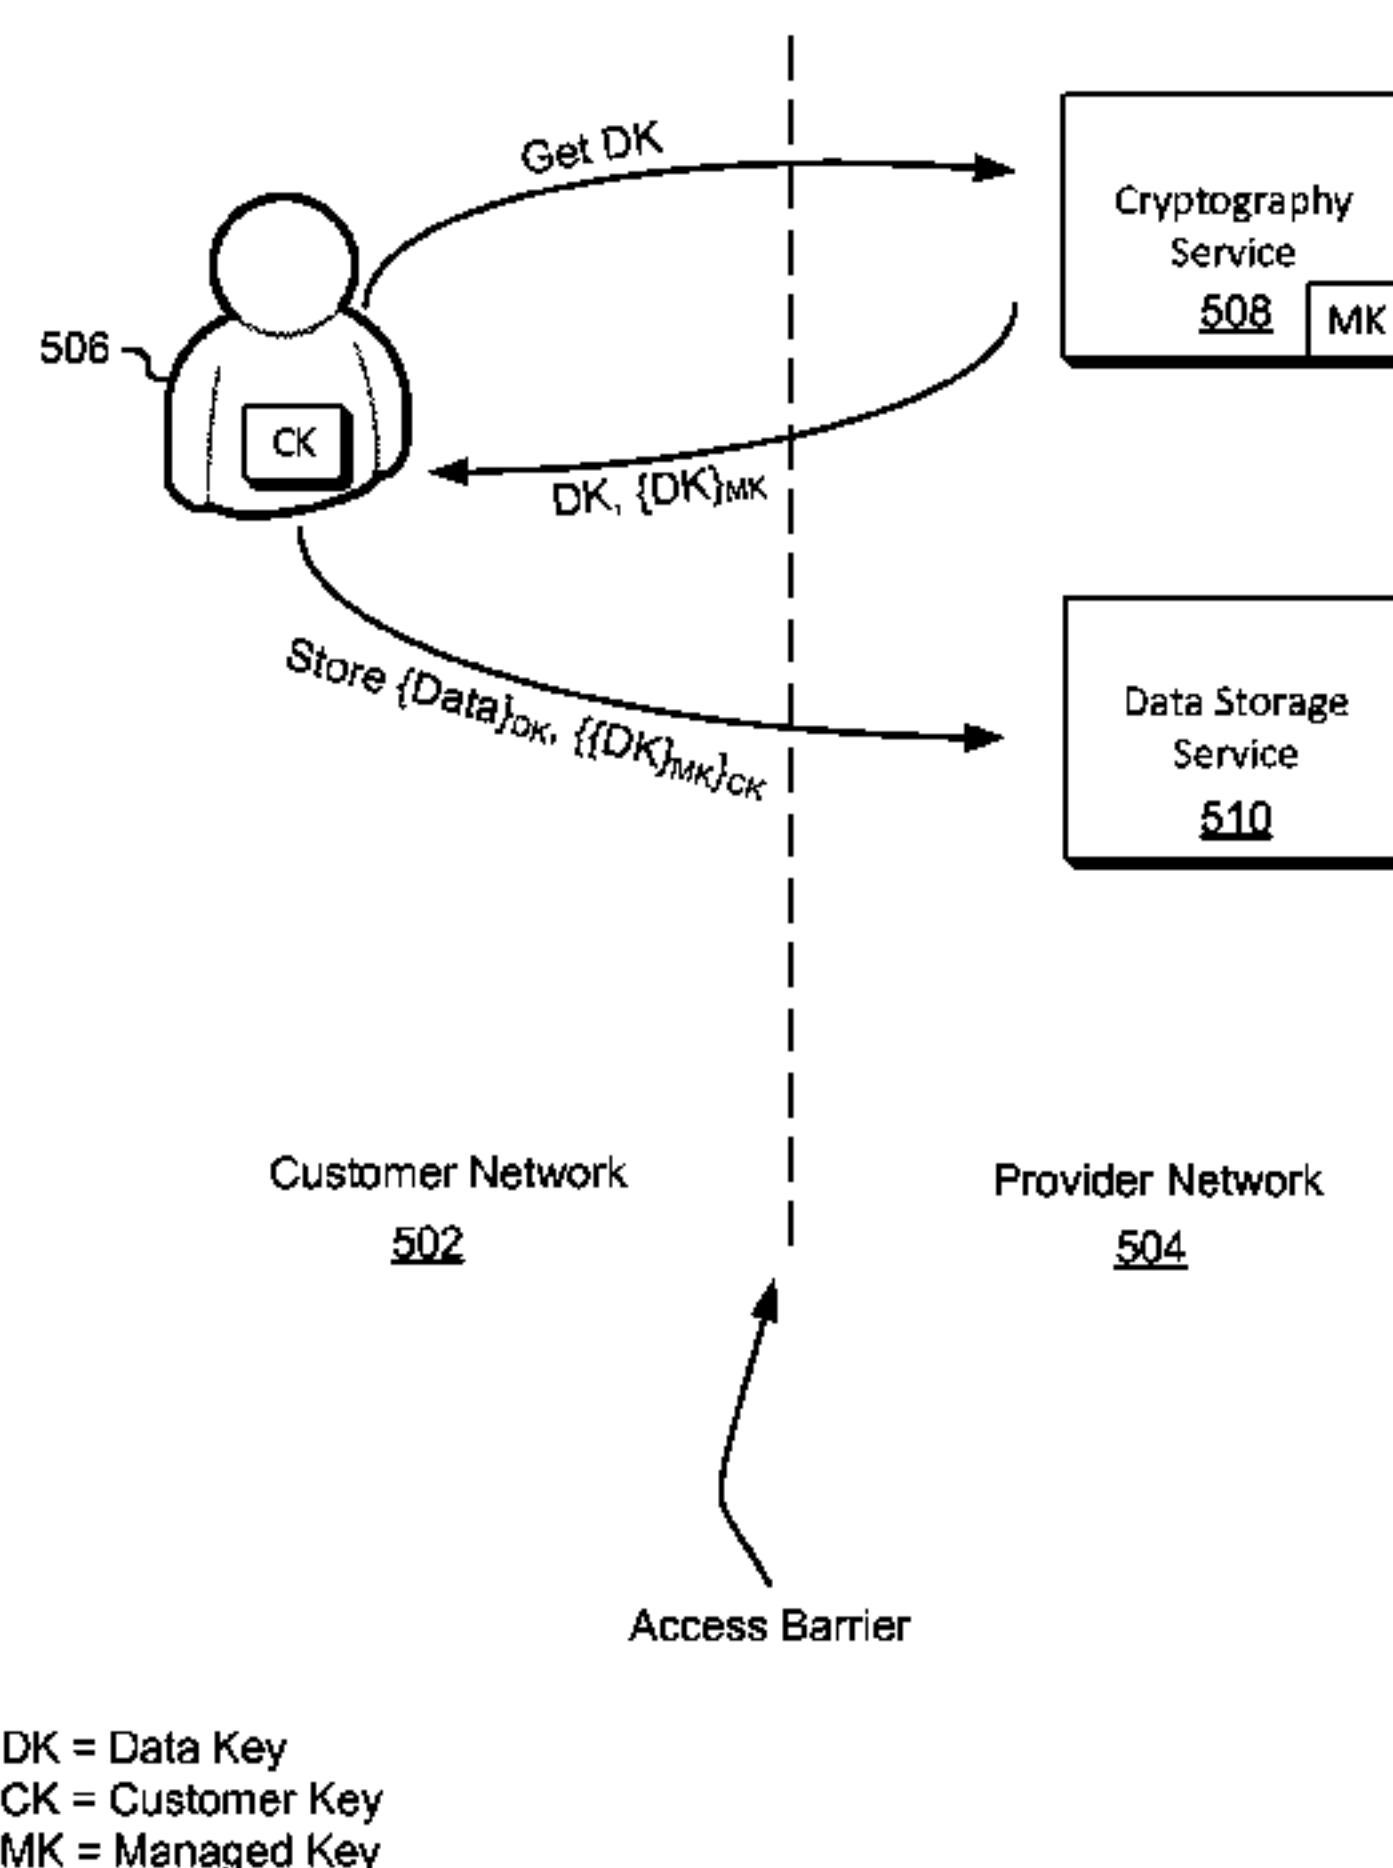 Get DK
Cryptography
Service
508
MK
506
CK
DK, {DK}MK
Store {Data}DK, {{DK}MK}CK
Data Storage
Service
510
Customer Network
502
Provider Network
504
Access Barrier
DK = Data Key
CK = Customer Key
MK = Managed Key